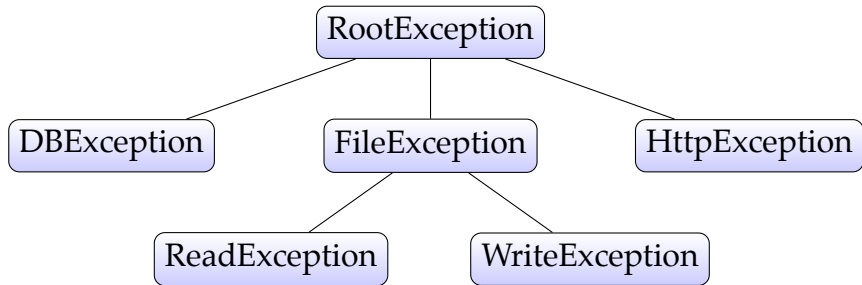 RootException
DBException
FileException
HttpException
ReadException
WriteException